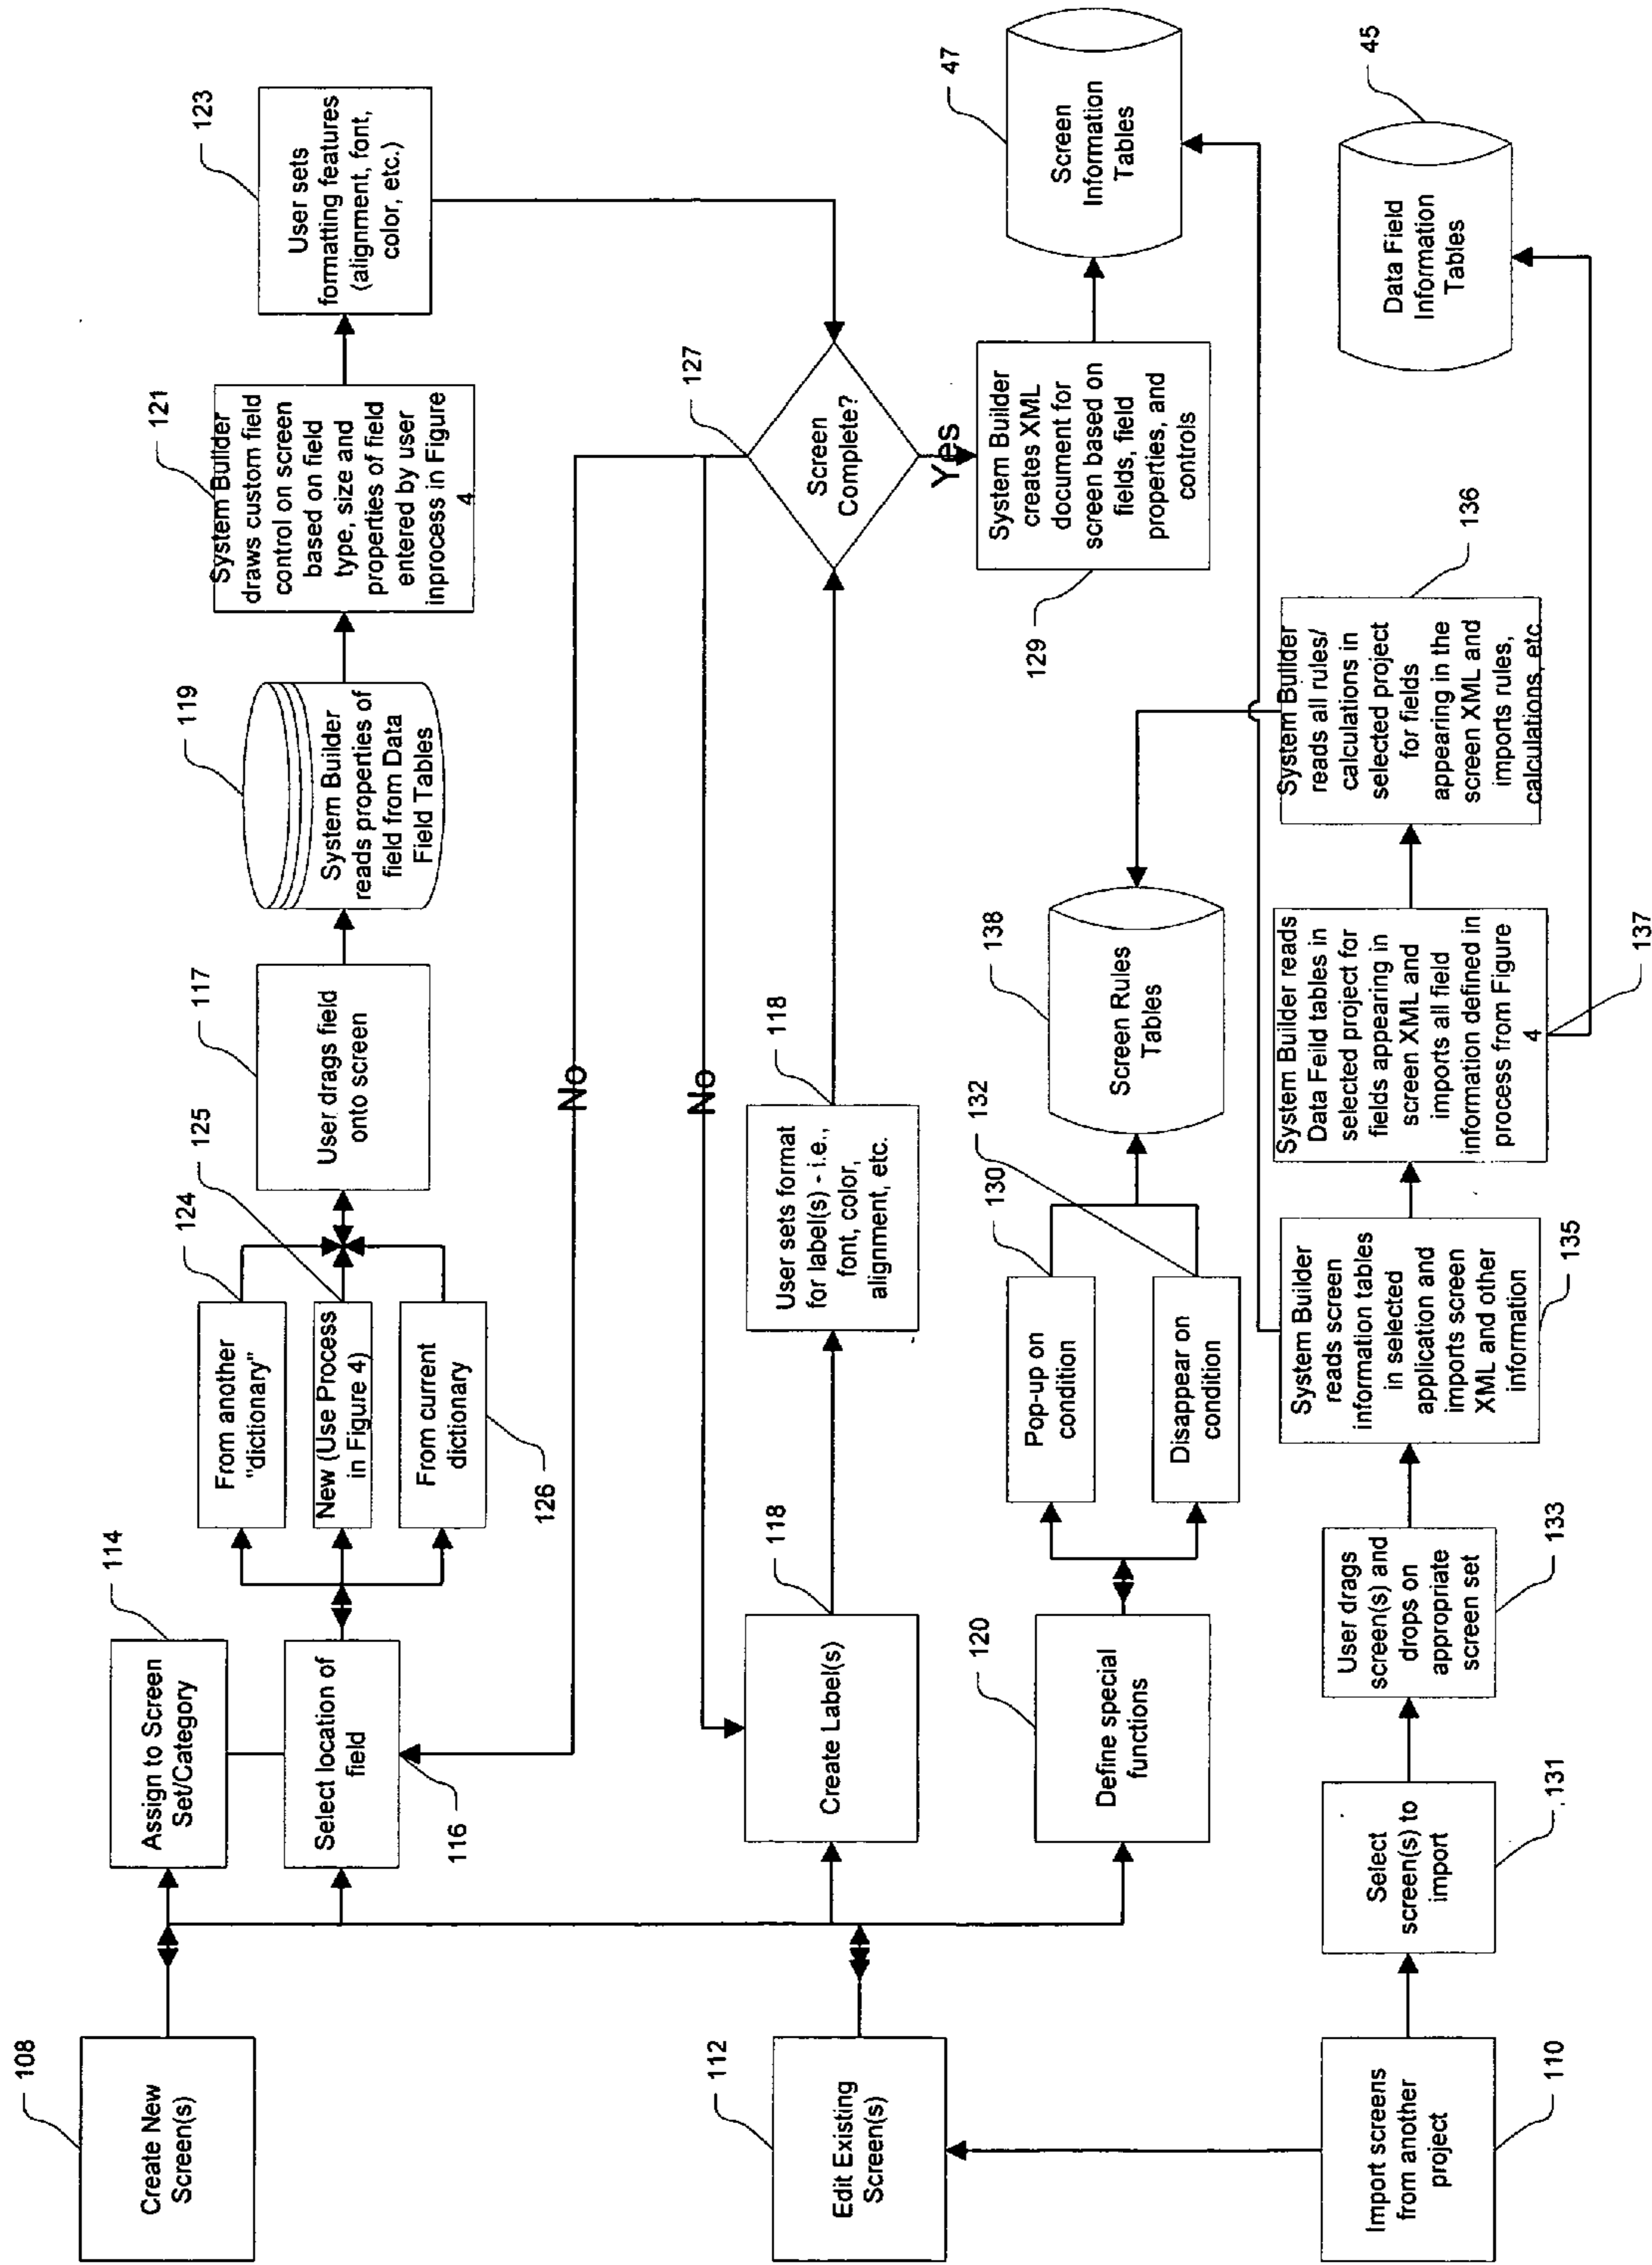 108
Create New
Screen(s)
114
Assign to Screen
Set/Category
Select location of
field
116
124
From another
"dictionary"
125
New (Use Process
in Figure 4)
From current
dictionary
126
117
User drags field
onto screen
119
System Builder
reads properties of
field from Data
Field Tables
121
System Builder
draws custom field
control on screen
based on field
type, size and
properties of field
entered by user
inprocess in Figure
4
123
User sets
formatting features
(alignment, font,
color, etc.)
No
No
127
Screen
Complete?
Yes
112
Edit Existing
Screen(s)
118
Create Label(s)
118
User sets format
for label(s) - i.e.,
font, color,
alignment, etc.
System Builder
creates XML
document for
screen based on
fields, field
properties, and
controls
129
47
Screen
Information
Tables
120
Define special
functions
130
Pop-up on
condition
132
Disappear on
condition
138
Screen Rules
Tables
Import screens
from another
project
110
Select
screen(s) to
import
131
User drags
screen(s) and
drops on
appropriate
screen set
133
System Builder
reads screen
information tables
in selected
application and
imports screen
XML and other
information
135
System Builder reads
Data Feild tables in
selected project for
fields appearing in
screen XML and
imports all field
information defined in
process from Figure
4
137
136
System Builder
reads all rules/
calculations in
selected project
for fields
appearing in the
screen XML and
imports rules,
calculations, etc.
45
Data Field
Information
Tables